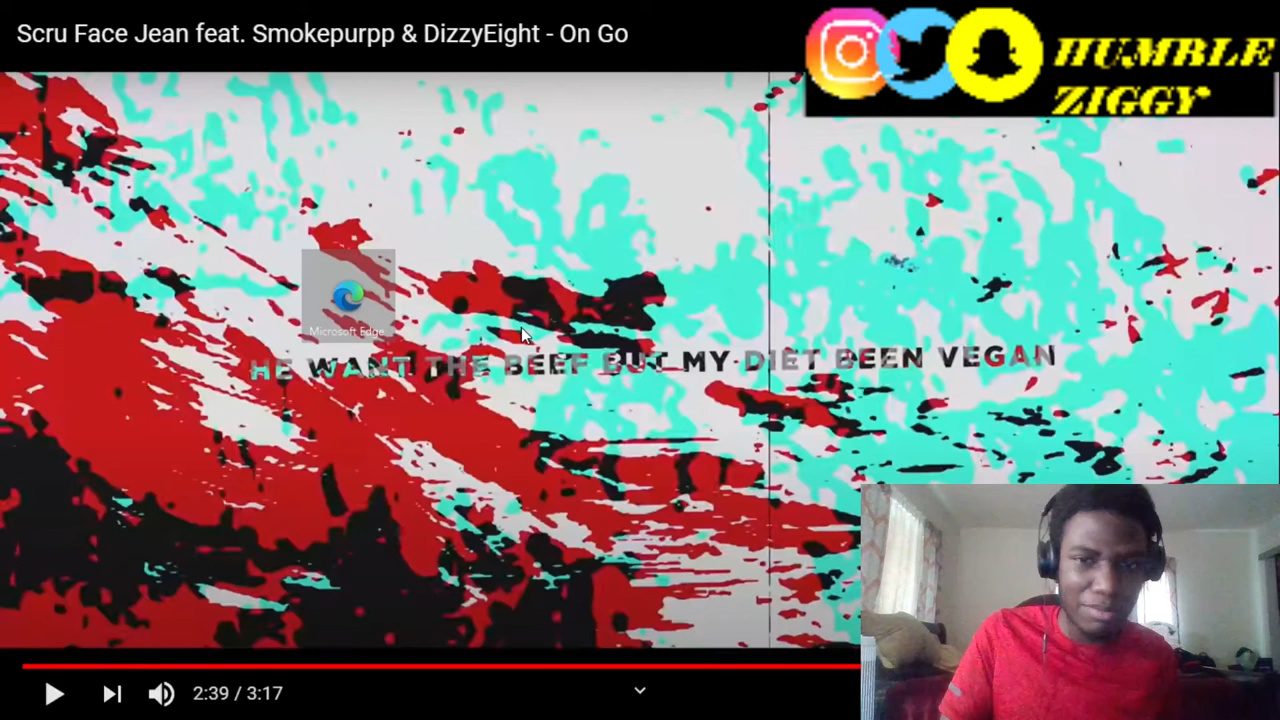 Scru Face Jean feat. Smokepurpp & DizzyEight - On Go
HUMBLE
ZIGGY
Microsoft Edge
HE WANT THE BEEF BUT MY DIET BEEN VEGAN
2:39 / 3:17